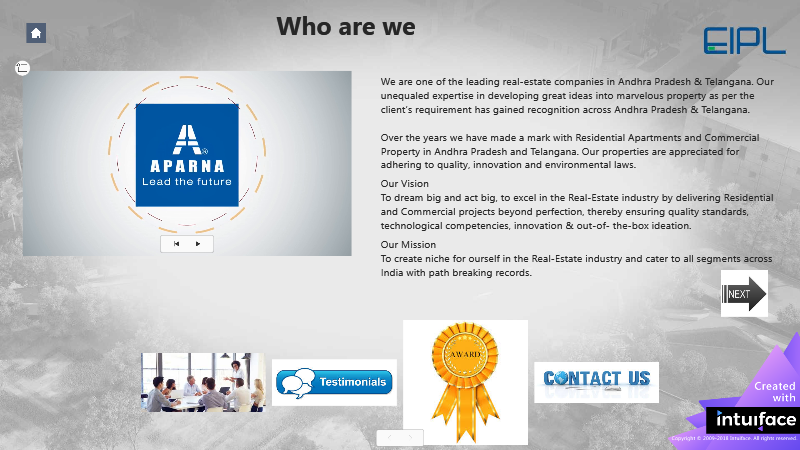 Who are we
EIPL
We are one of the leading real-estate companies in Andhra Pradesh & Telangana. Our
unequaled expertise in developing great ideas into marvelous property as per the
client's requirement has gained recognition across Andhra Pradesh & Telangana.
Over the years we have made a mark with Residential Apartments and Commercial
Property in Andhra Pradesh and Telangana. Our properties are appreciated for
adhering to quality, innovation and environmental laws.
Our Vision
To dream big and act big, to excel in the Real-Estate industry by delivering Residential
and Commercial projects beyond perfection, thereby ensuring quality standards,
technological competencies, innovation & out-of- the-box ideation.
Our Mission
To create niche for ourself in the Real-Estate industry and cater to all segments across
India with path breaking records.
APARNA
Lead the future
NEXT
Testimonials
AWARD
CONTACT US
Created
with
intuiface
Copyright © 2009-2018 Intuiface. All rights reserved.